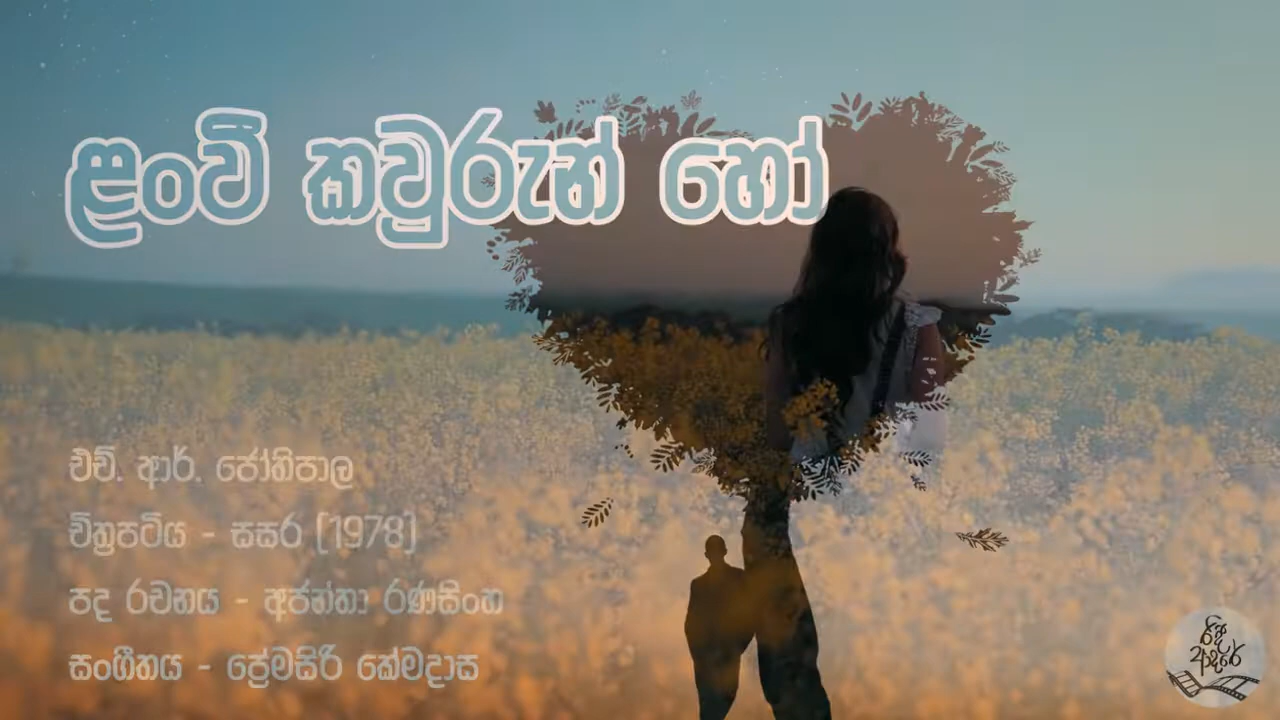 ළංවී කවුරුන් හෝ
එච්. ආර්. ජෝතිපාල
චිත්‍රපටිය - සසර (1978)
පද රචනය - අජන්තා රණසිංහ
සංගීතය - ප්‍රේමසිරි කේමදාස